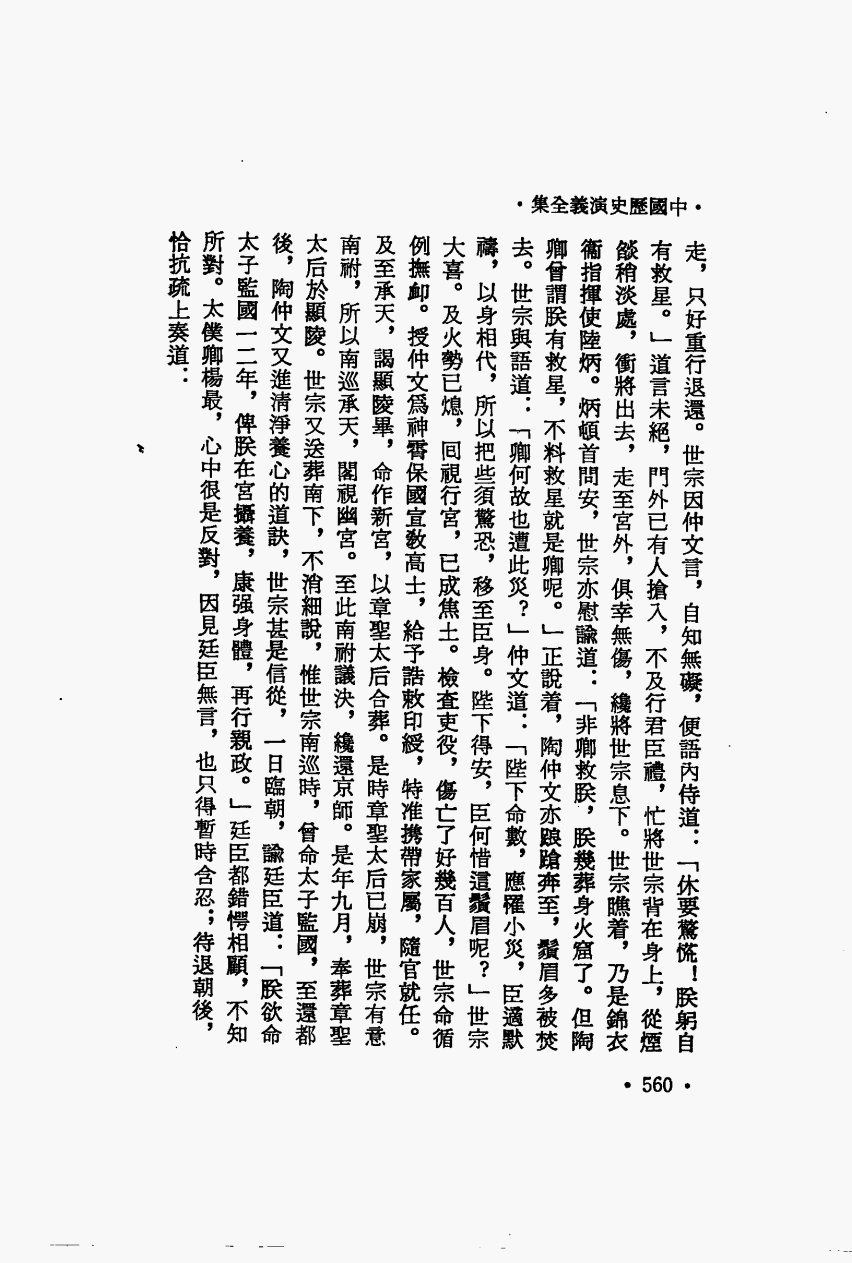 •中國歷史演義全集•
走，只好重行退還。世宗因仲文言，自知無礙，便語內侍道：「休要驚慌！朕躬自
有救星。」道言未絕，門外已有人搶入，不及行君臣禮，忙將世宗背在身上，從煙
燄稍淡處，衝將出去，走至宮外，俱幸無傷，纔將世宗息下。世宗瞧着，乃是錦衣
衞指揮使陸炳。炳頓首問安，世宗亦慰諭道：「非卿救朕，朕幾葬身火窟了。但陶
卿曾謂朕有救星，不料救星就是卿呢。」正說着，陶仲文亦踉蹌奔至，鬚眉多被焚
去。世宗與語道：「卿何故也遭此災？」仲文道：「陛下命數，應罹小災，臣適默
禱，以身相代，所以把些須驚恐，移至臣身。陛下得安，臣何惜這鬚眉呢？」世宗
大喜。及火勢已熄，囘視行宮，已成焦土。檢查吏役，傷亡了好幾百人，世宗命循
例撫卹。授仲文爲神霄保國宣敎高士，給予誥敕印綬，特准携帶家屬，隨官就任。
及至承天，謁顯陵畢，命作新宮，以章聖太后合葬。是時章聖太后已崩，世宗有意
南祔，所以南巡承天，閣視幽宮。至此南祔議決，纔還京師。是年九月，奉葬章聖
太后於顯陵。世宗又送葬南下，不消細說，惟世宗南巡時，曾命太子監國，至還都
後，陶仲文又進淸淨養心的道訣，世宗甚是信從，一日臨朝，諭廷臣道：「朕欲命
太子監國一二年，俾朕在宮攝養，康强身體，再行親政。」廷臣都錯愕相顧，不知
所對。太僕卿楊最，心中很是反對，因見廷臣無言，也只得暫時含忍；待退朝後，
恰抗疏上奏道：
•560•